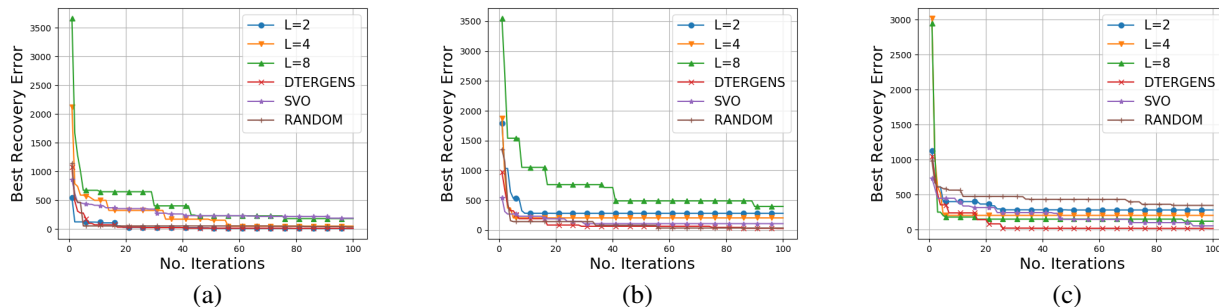 Best Recovery Error
3500
3000
2500
2000
1500
1000
500
0
0 20 40 60 80 100
No. Iterations
L=2
L=4
L=8
DTERGENS
SVO
RANDOM
(a)
Best Recovery Error
3500
3000
2500
2000
1500
1000
500
0
0 20 40 60 80 100
No. Iterations
L=2
L=4
L=8
DTERGENS
SVO
RANDOM
(b)
Best Recovery Error
3000
2500
2000
1500
1000
500
0
0 20 40 60 80 100
No. Iterations
L=2
L=4
L=8
DTERGENS
SVO
RANDOM
(c)